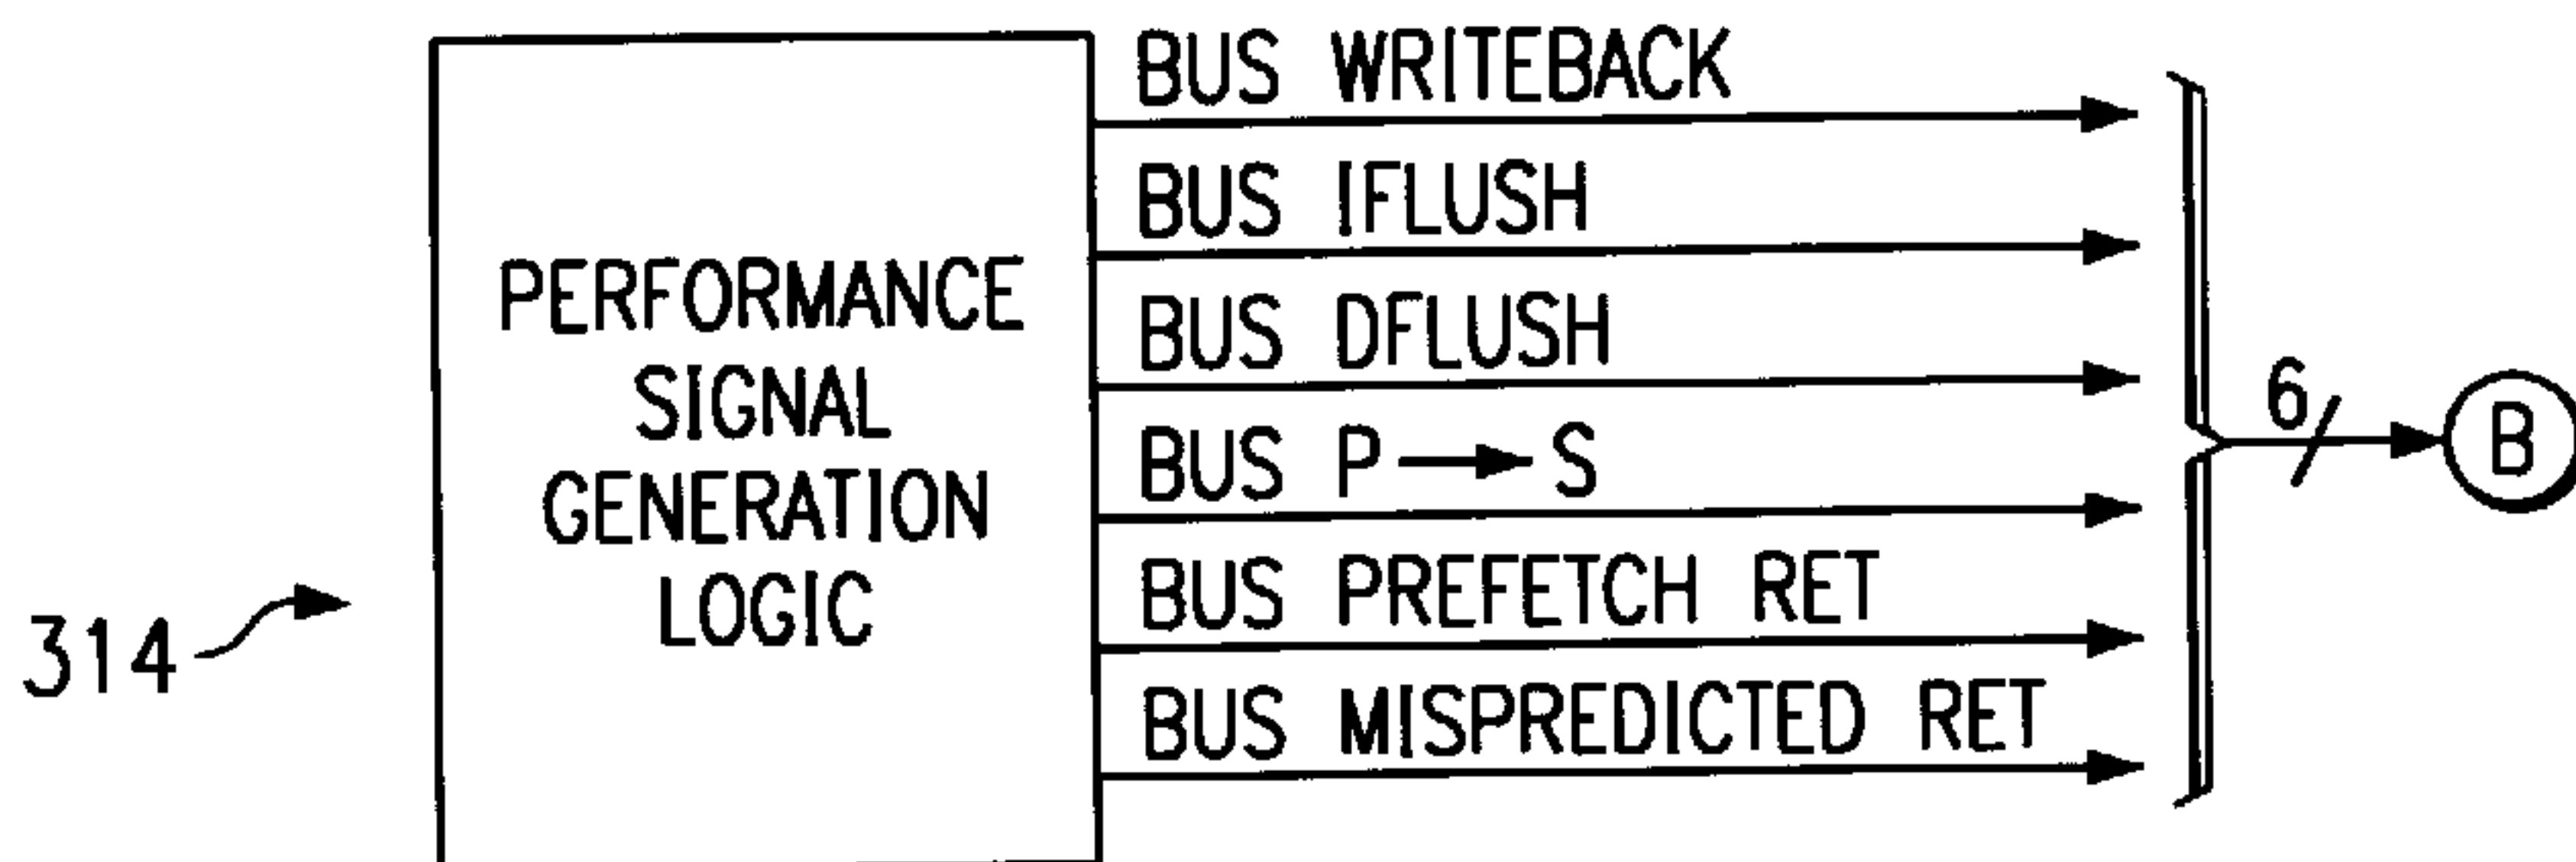 BUS WRITEBACK
BUS IFLUSH
PERFORMANCE
SIGNAL
GENERATION
LOGIC
BUS DFLUSH
BUS P → S
BUS PREFETCH RET
BUS MISPREDICTED RET
6
B
314